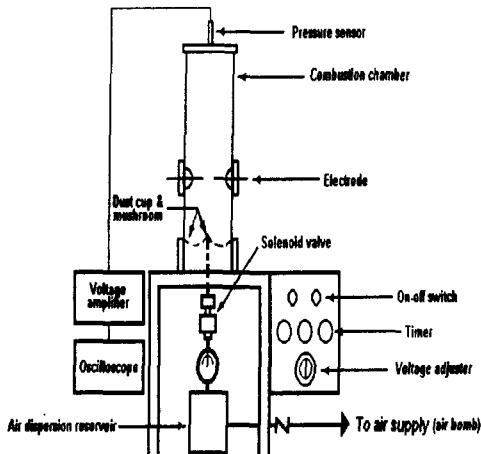 Pressure sensor
Combustion chamber
Electrode
Dust cup &
mushroom
Solenoid valve
Voltage
amplifier
On-off switch
Timer
Oscilloscope
Voltage adjuster
Air dispersion reservoir
To air supply (air bomb)